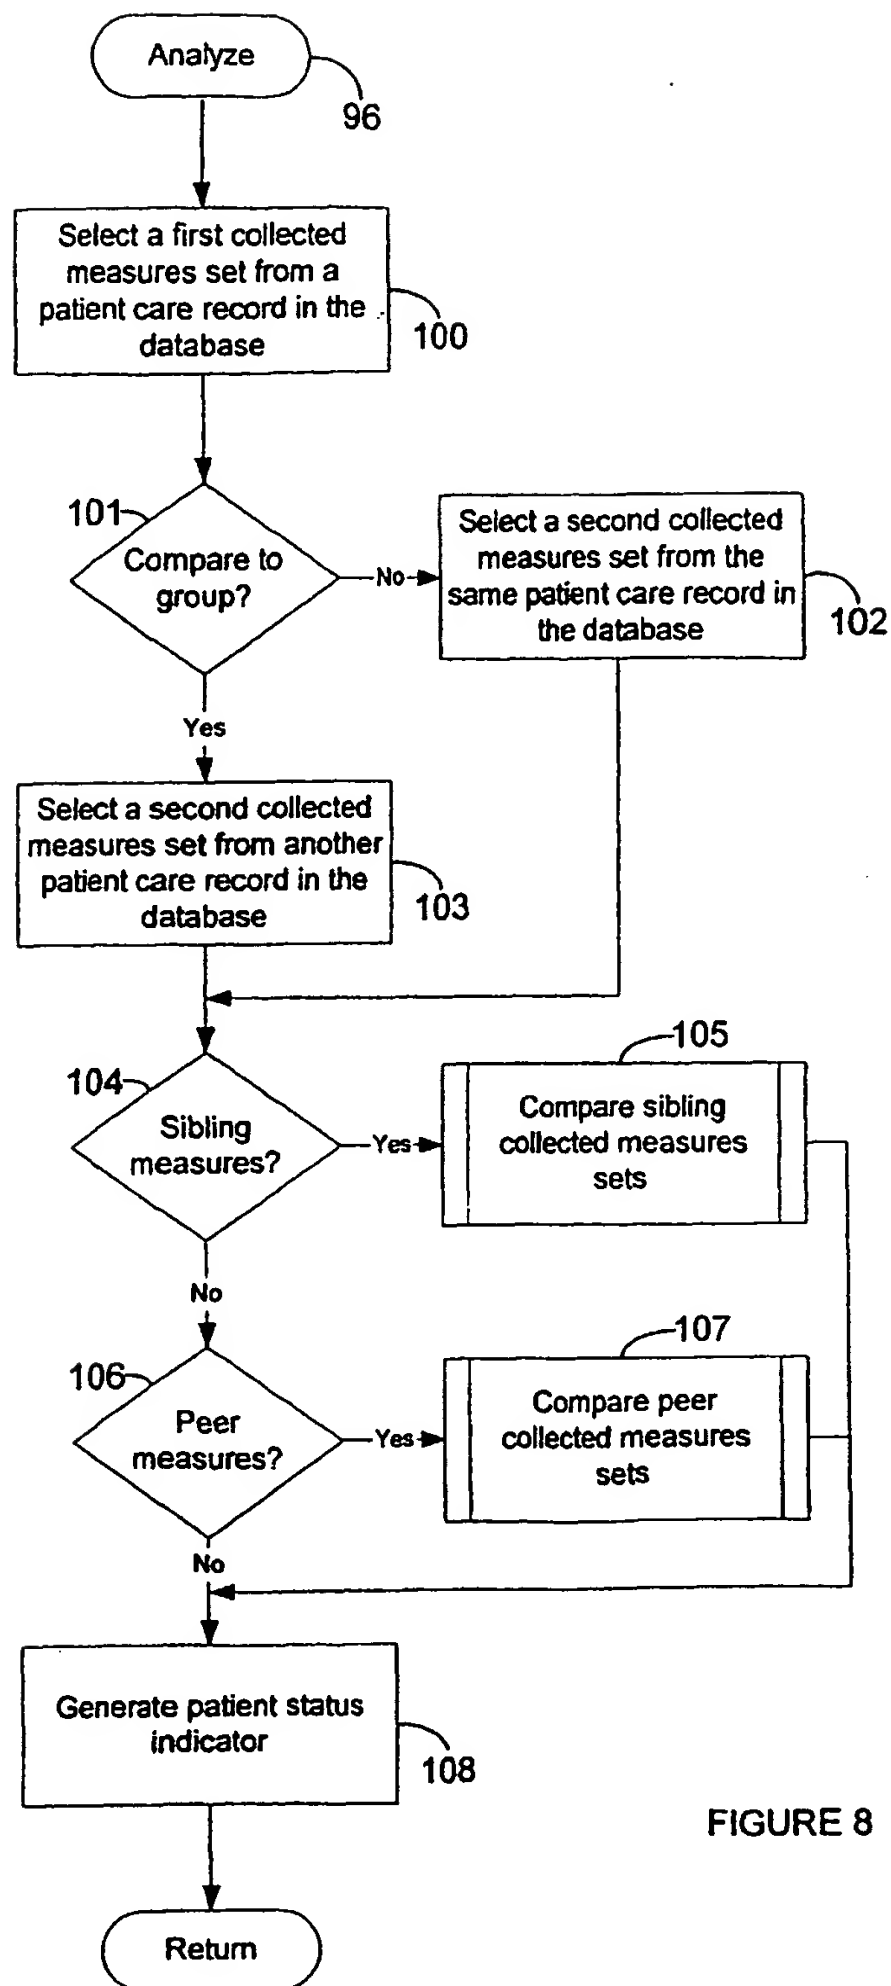 Analyze
96
Select a first collected
measures set from a
patient care record in the
database
100
101
Compare to
group?
No
Select a second collected
measures set from the
same patient care record in
the database
102
Yes
Select a second collected
measures set from another
patient care record in the
database
103
104
Sibling
measures?
Yes
105
Compare sibling
collected measures
sets
No
106
Peer
measures?
Yes
107
Compare peer
collected measures
sets
No
Generate patient status
indicator
108
FIGURE 8
Return